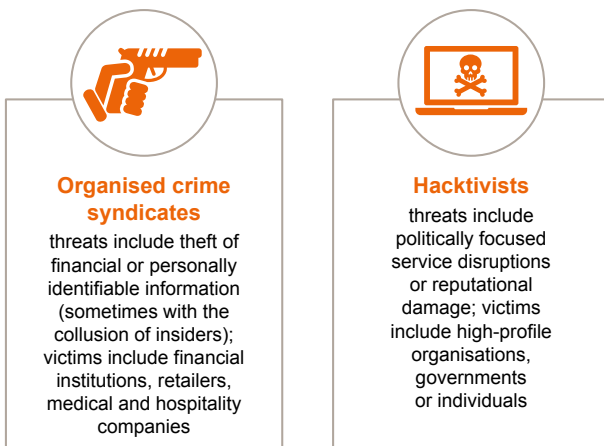 Organised crime
syndicates
threats include theft of
financial or personally
identifiable information
(sometimes with the
collusion of insiders);
victims include financial
institutions, retailers,
medical and hospitality
companies
Hacktivists
threats include
politically focused
service disruptions
or reputational
damage; victims
include high-profile
organisations,
governments
or individuals